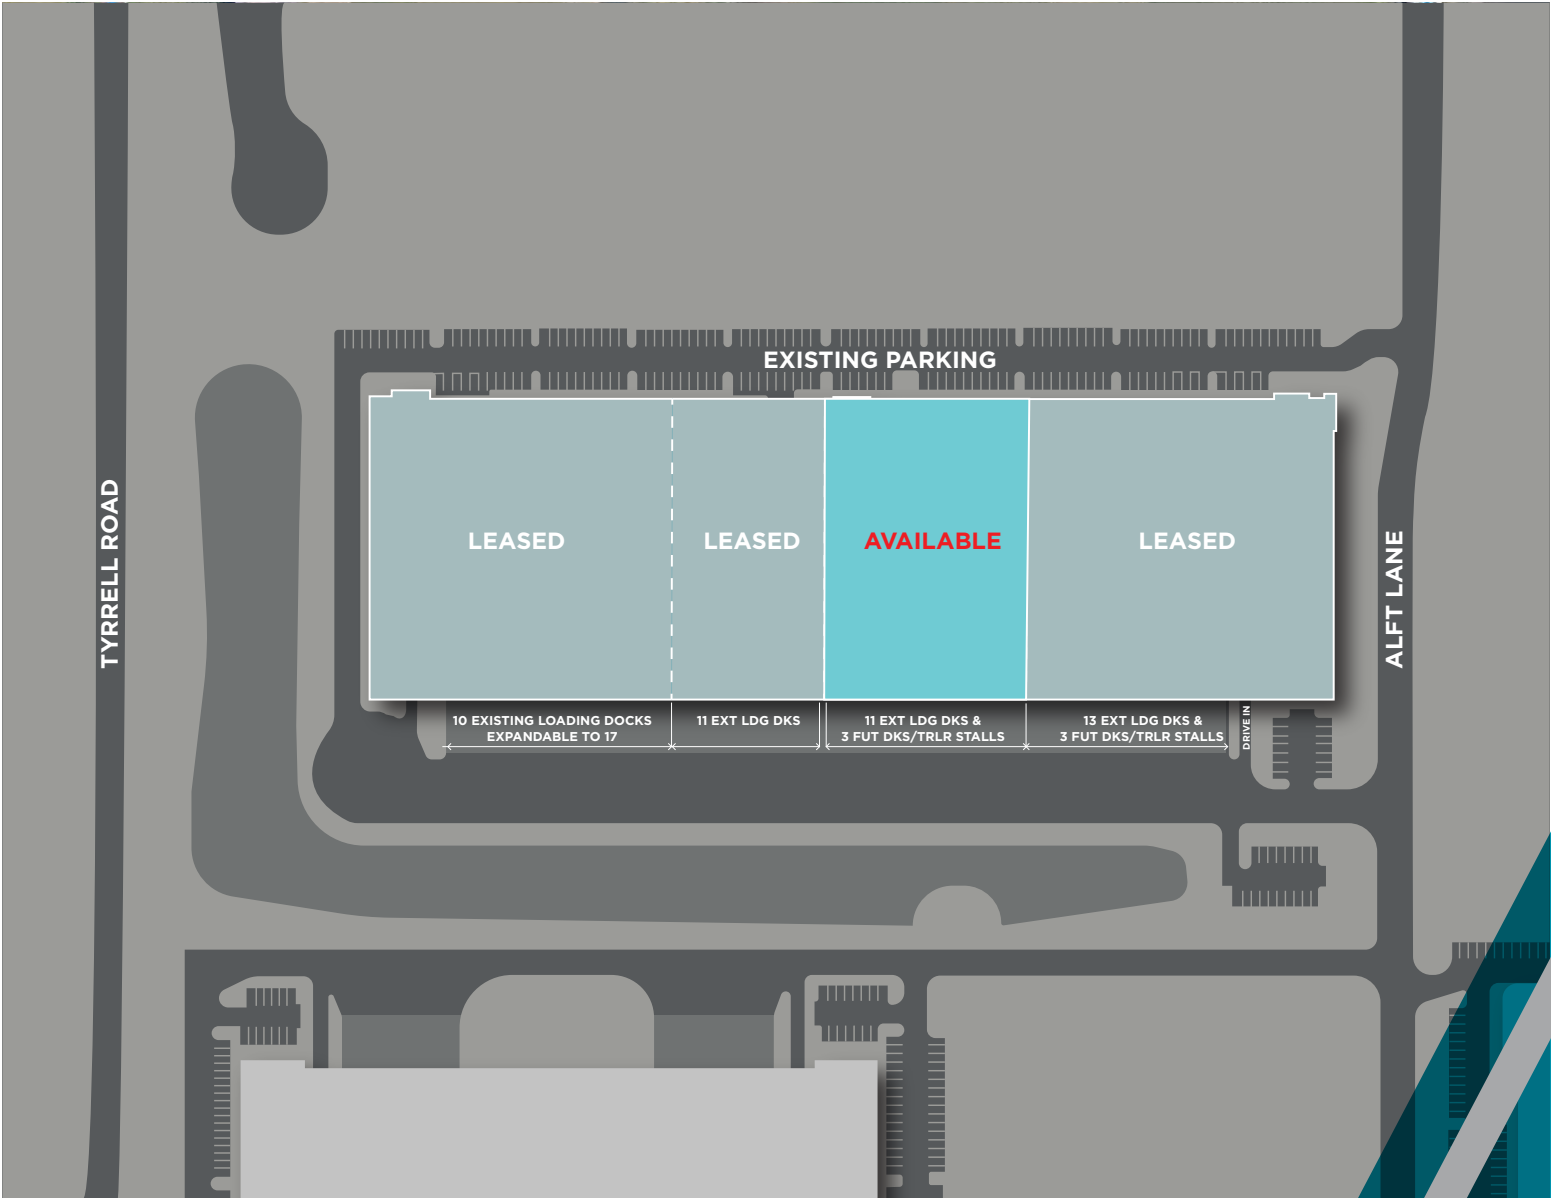 EXISTING PARKING
TYRRELL ROAD
LEASED
LEASED
AVAILABLE
LEASED
ALFT LANE
10 EXISTING LOADING DOCKS
EXPANDABLE TO 17
11 EXT LDG DKS
11 EXT LDG DKS &
3 FUT DKS/TRLR STALLS
13 EXT LDG DKS &
3 FUT DKS/TRLR STALLS
DRIVE IN